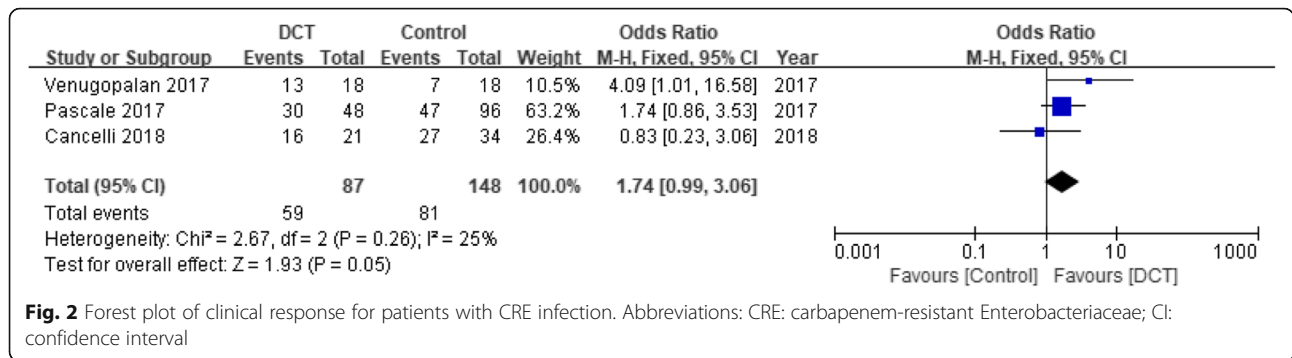 DCT Control Odds Ratio Odds Ratio
Study or Subgroup Events Total Events Total Weight M-H, Fixed, 95% CI Year M-H, Fixed, 95% CI
Venugopalan 2017 13 18 7 18 10.5% 4.09 [1.01, 16.58] 2017
Pascale 2017 30 48 47 96 63.2% 1.74 [0.86, 3.53] 2017
Cancelli 2018 16 21 27 34 26.4% 0.83 [0.23, 3.06] 2018
Total (95% CI) 87 148 100.0% 1.74 [0.99, 3.06]
Total events 59 81
Heterogeneity: Chi² = 2.67, df = 2 (P = 0.26); I² = 25%
Test for overall effect: Z = 1.93 (P = 0.05)
0.001 0.1 1 10 1000
Favours [Control] Favours [DCT]
Fig. 2 Forest plot of clinical response for patients with CRE infection. Abbreviations: CRE: carbapenem-resistant Enterobacteriaceae; CI:
confidence interval